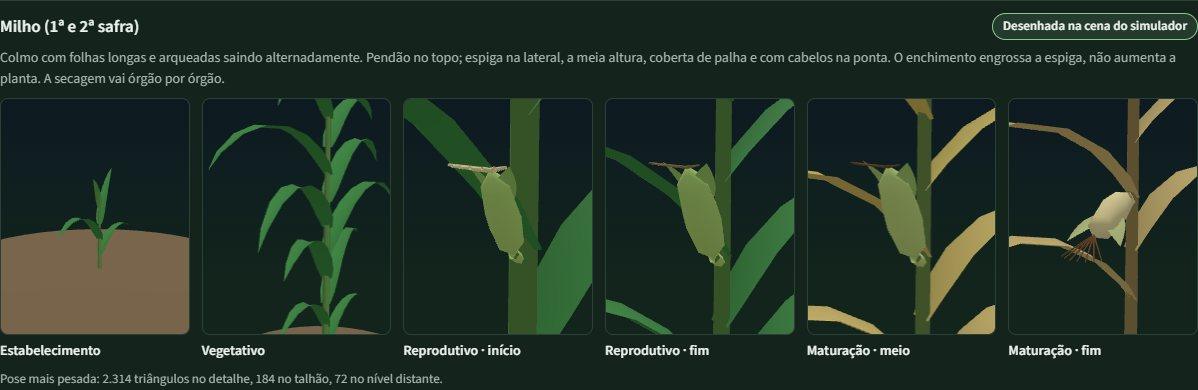 Milho (1ª e 2ª safra)
Desenhada na cena do simulador
Colmo com folhas longas e arqueadas saindo alternadamente. Pendão no topo; espiga na lateral, a meia altura, coberta de palha e com cabelos na ponta. O enchimento engrossa a espiga, não aumenta a
planta. A secagem vai órgão por órgão.
Estabelecimento
Vegetativo
Reprodutivo · início
Reprodutivo · fim
Maturação · meio
Maturação · fim
Pose mais pesada: 2.314 triângulos no detalhe, 184 no talhão, 72 no nível distante.